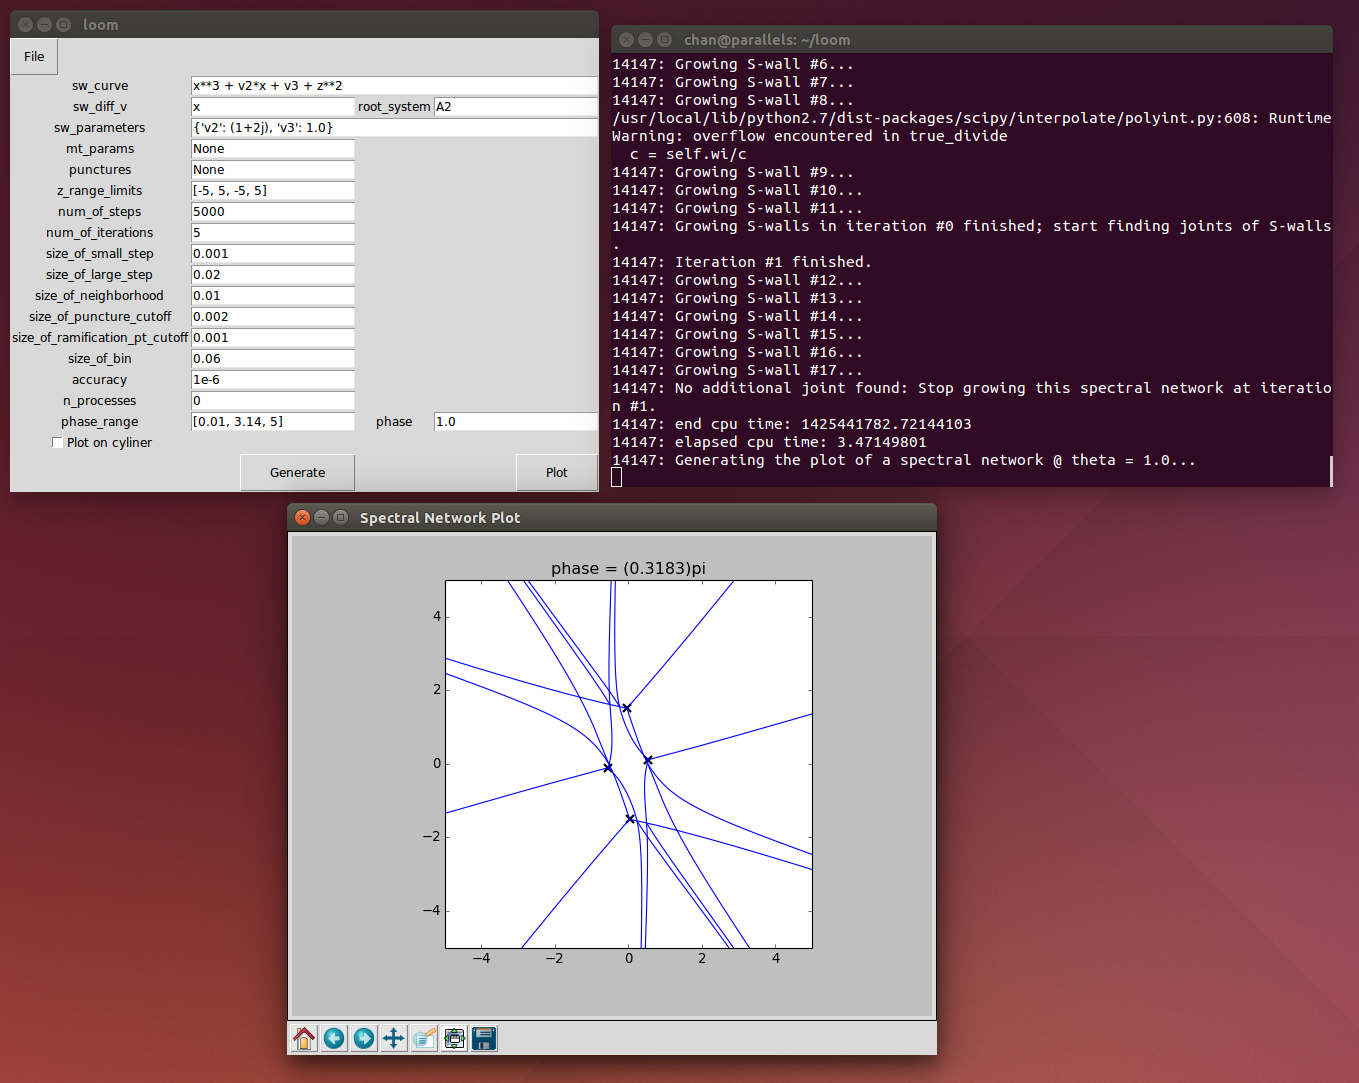 loom
File
sw_curve x**3 + v2*x + v3 + z**2
sw_diff_v x root_system A2
sw_parameters {'v2': (1+2j), 'v3': 1.0}
mt_params None
punctures None
z_range_limits [-5, 5, -5, 5]
num_of_steps 5000
num_of_iterations 5
size_of_small_step 0.001
size_of_large_step 0.02
size_of_neighborhood 0.01
size_of_puncture_cutoff 0.002
size_of_ramification_pt_cutoff 0.001
size_of_bin 0.06
accuracy 1e-6
n_processes 0
phase_range [0.01, 3.14, 5] phase 1.0
Plot on cyliner
Generate Plot
chan@parallels: ~/loom
14147: Growing S-wall #6...
14147: Growing S-wall #7...
14147: Growing S-wall #8...
/usr/local/lib/python2.7/dist-packages/scipy/interpolate/polyint.py:608: Runtime
Warning: overflow encountered in true_divide
  c = self.wi/c
14147: Growing S-wall #9...
14147: Growing S-wall #10...
14147: Growing S-wall #11...
14147: Growing S-walls in iteration #0 finished; start finding joints of S-walls
.
14147: Iteration #1 finished.
14147: Growing S-wall #12...
14147: Growing S-wall #13...
14147: Growing S-wall #14...
14147: Growing S-wall #15...
14147: Growing S-wall #16...
14147: Growing S-wall #17...
14147: No additional joint found: Stop growing this spectral network at iteratio
n #1.
14147: end cpu time: 1425441782.72144103
14147: elapsed cpu time: 3.47149801
14147: Generating the plot of a spectral network @ theta = 1.0...
Spectral Network Plot
phase = (0.3183)pi
4
2
0
−2
−4
−4 −2 0 2 4